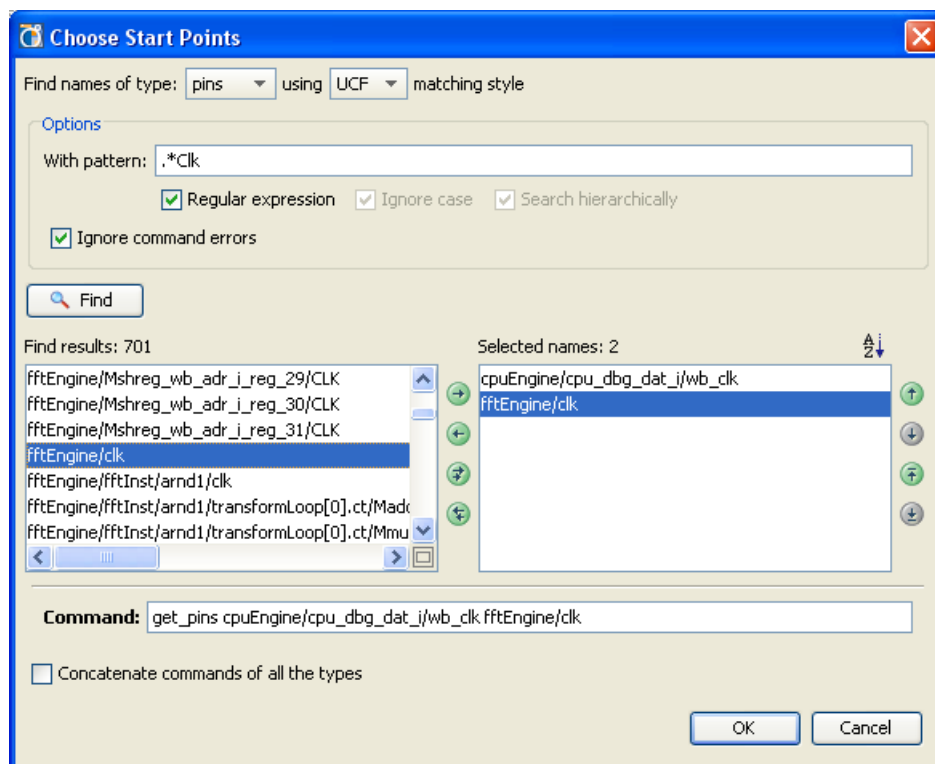 Choose Start Points
Find names of type: pins using UCF matching style
Options
With pattern: .*Clk
Regular expression Ignore case Search hierarchically
Ignore command errors
Find
Find results: 701
Selected names: 2
fftEngine/Mshreg_wb_adr_i_reg_29/CLK
fftEngine/Mshreg_wb_adr_i_reg_30/CLK
fftEngine/Mshreg_wb_adr_i_reg_31/CLK
fftEngine/clk
fftEngine/fftInst/arnd1/clk
fftEngine/fftInst/arnd1/transformLoop[0].ct/Madd
fftEngine/fftInst/arnd1/transformLoop[0].ct/Mmu
cpuEngine/cpu_dbg_dat_i/wb_clk
fftEngine/clk
Command: get_pins cpuEngine/cpu_dbg_dat_i/wb_clk fftEngine/clk
Concatenate commands of all the types
OK Cancel